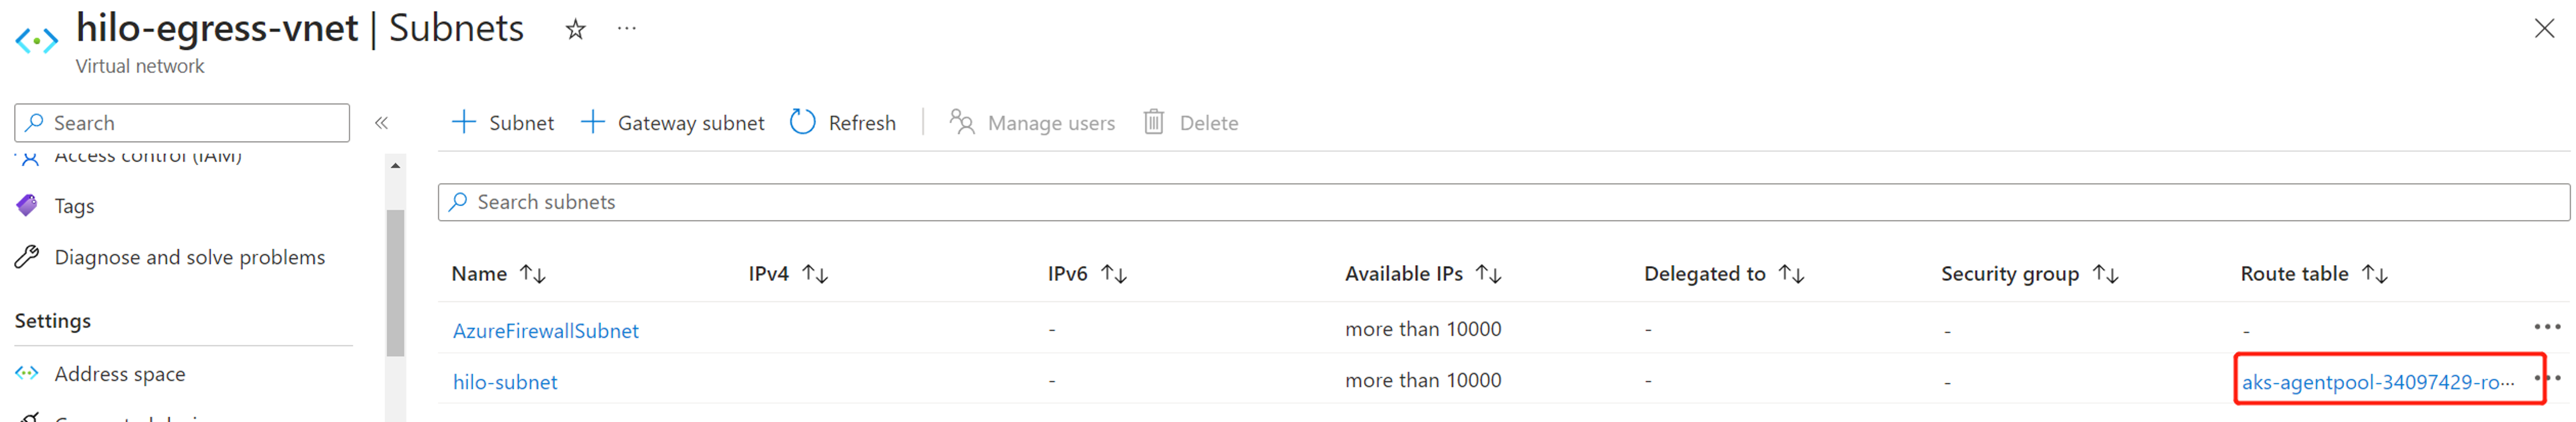 hilo-egress-vnet | Subnets ☆ ···
Virtual network
Search «
+ Subnet + Gateway subnet Refresh Manage users Delete
Access control (IAM)
Tags
Diagnose and solve problems
Settings
Address space
Search subnets
Name ↑↓ IPv4 ↑↓ IPv6 ↑↓ Available IPs ↑↓ Delegated to ↑↓ Security group ↑↓ Route table ↑↓
AzureFirewallSubnet - more than 10000 - - - •••
hilo-subnet - more than 10000 - - aks-agentpool-34097429-ro··· •••